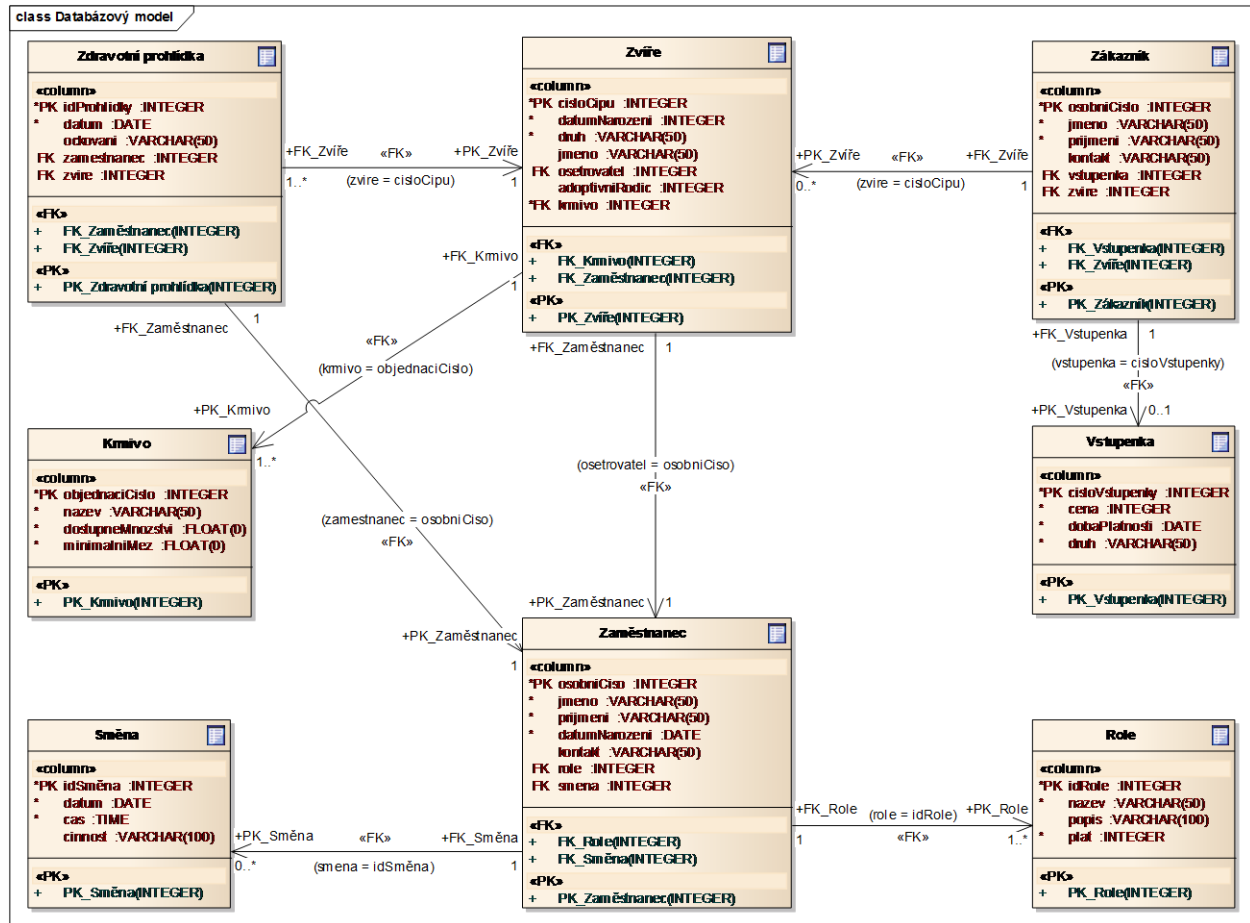 class Databázový model
Zdravotní prohlídka
«column»
*PK idProhlidky :INTEGER
* datum :DATE
ockovani :VARCHAR(50)
FK zamestnanec :INTEGER
FK zvire :INTEGER
«FK»
+ FK_Zaměstnanec(INTEGER)
+ FK_Zvíře(INTEGER)
«PK»
+ PK_Zdravotní prohlídka(INTEGER)
+FK_Zvíře
«FK»
+PK_Zvíře
1..*
(zvire = cisloCipu)
1
Zvíře
«column»
*PK cisloCipu :INTEGER
* datumNarozeni :INTEGER
* druh :VARCHAR(50)
jmeno :VARCHAR(50)
FK osetrovatel :INTEGER
adoptivniRodic :INTEGER
*FK krmivo :INTEGER
«FK»
+ FK_Krmivo(INTEGER)
+ FK_Zaměstnanec(INTEGER)
«PK»
+ PK_Zvíře(INTEGER)
+PK_Zvíře
«FK»
+FK_Zvíře
0..*
(zvire = cisloCipu)
1
Zákazník
«column»
*PK osobniCislo :INTEGER
* jmeno :VARCHAR(50)
* prijmeni :VARCHAR(50)
kontakt :VARCHAR(50)
FK vstupenka :INTEGER
FK zvire :INTEGER
«FK»
+ FK_Vstupenka(INTEGER)
+ FK_Zvíře(INTEGER)
«PK»
+ PK_Zákazník(INTEGER)
+FK_Krmivo
1
«FK»
(krmivo = objednaciCislo)
+PK_Krmivo
1..*
+FK_Zaměstnanec
1
(zamestnanec = osobniCiso)
«FK»
+PK_Zaměstnanec
1
+FK_Zaměstnanec
1
(osetrovatel = osobniCiso)
«FK»
+PK_Zaměstnanec
1
+FK_Vstupenka
1
(vstupenka = cisloVstupenky)
«FK»
+PK_Vstupenka
0..1
Krmivo
«column»
*PK objednaciCislo :INTEGER
* nazev :VARCHAR(50)
* dostupneMnozstvi :FLOAT(0)
* minimalniMez :FLOAT(0)
«PK»
+ PK_Krmivo(INTEGER)
Vstupenka
«column»
*PK cisloVstupenky :INTEGER
* cena :INTEGER
* dobaPlatnosti :DATE
* druh :VARCHAR(50)
«PK»
+ PK_Vstupenka(INTEGER)
Směna
«column»
*PK idSměna :INTEGER
* datum :DATE
* cas :TIME
cinnost :VARCHAR(100)
«PK»
+ PK_Směna(INTEGER)
+PK_Směna
«FK»
+FK_Směna
0..*
(smena = idSměna)
1
Zaměstnanec
«column»
*PK osobniCiso :INTEGER
* jmeno :VARCHAR(50)
* prijmeni :VARCHAR(50)
* datumNarozeni :DATE
kontakt :VARCHAR(50)
FK role :INTEGER
FK smena :INTEGER
«FK»
+ FK_Role(INTEGER)
+ FK_Směna(INTEGER)
«PK»
+ PK_Zaměstnanec(INTEGER)
+FK_Role
(role = idRole)
+PK_Role
1
«FK»
1..*
Role
«column»
*PK idRole :INTEGER
* nazev :VARCHAR(50)
popis :VARCHAR(100)
* plat :INTEGER
«PK»
+ PK_Role(INTEGER)